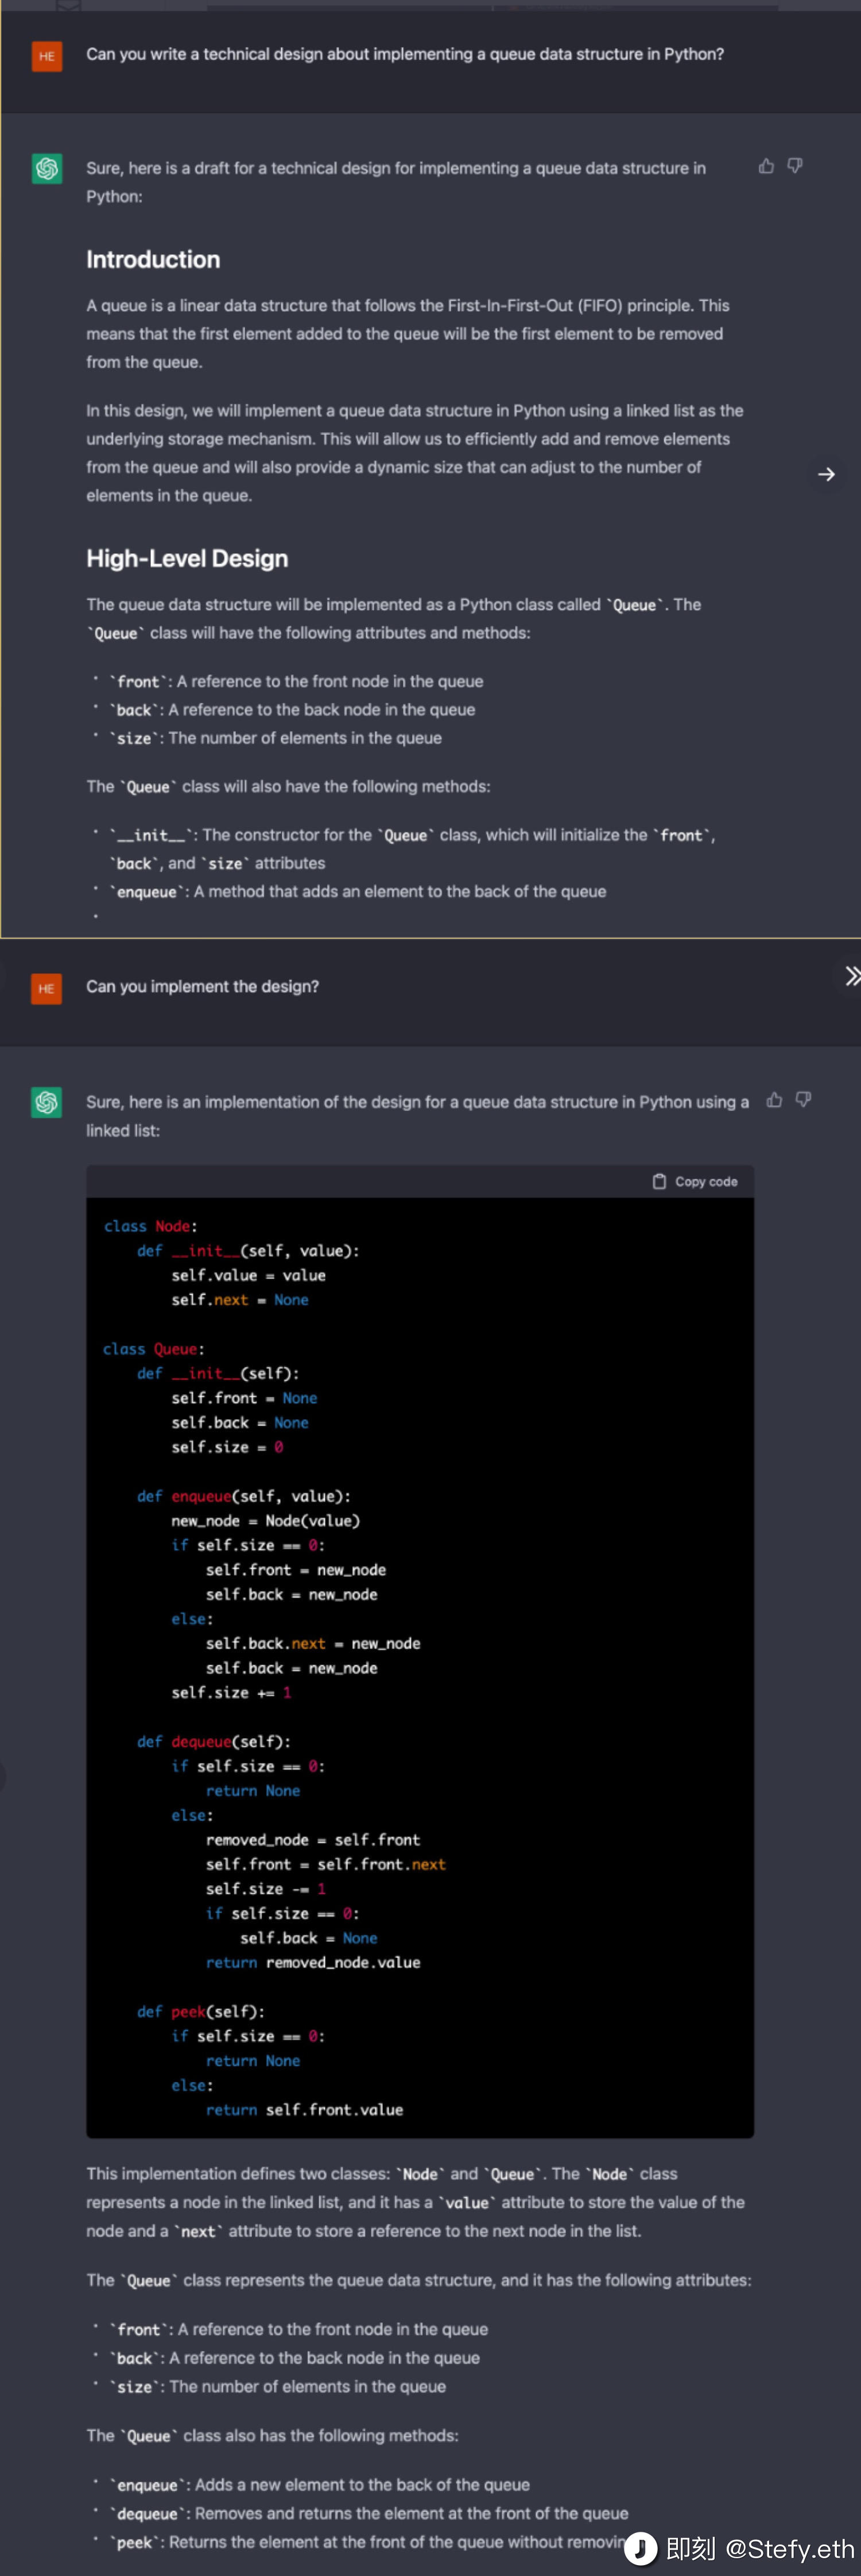 HE
Can you write a technical design about implementing a queue data structure in Python?
Sure, here is a draft for a technical design for implementing a queue data structure in
Python:
Introduction
A queue is a linear data structure that follows the First-In-First-Out (FIFO) principle. This
means that the first element added to the queue will be the first element to be removed
from the queue.
In this design, we will implement a queue data structure in Python using a linked list as the
underlying storage mechanism. This will allow us to efficiently add and remove elements
from the queue and will also provide a dynamic size that can adjust to the number of
elements in the queue.
High-Level Design
The queue data structure will be implemented as a Python class called `Queue`. The
`Queue` class will have the following attributes and methods:
• `front`: A reference to the front node in the queue
• `back`: A reference to the back node in the queue
• `size`: The number of elements in the queue
The `Queue` class will also have the following methods:
• `__init__`: The constructor for the `Queue` class, which will initialize the `front`,
`back`, and `size` attributes
• `enqueue`: A method that adds an element to the back of the queue
•
HE
Can you implement the design?
Sure, here is an implementation of the design for a queue data structure in Python using a
linked list:
Copy code
class Node:
    def __init__(self, value):
        self.value = value
        self.next = None
class Queue:
    def __init__(self):
        self.front = None
        self.back = None
        self.size = 0
    def enqueue(self, value):
        new_node = Node(value)
        if self.size == 0:
            self.front = new_node
            self.back = new_node
        else:
            self.back.next = new_node
            self.back = new_node
        self.size += 1
    def dequeue(self):
        if self.size == 0:
            return None
        else:
            removed_node = self.front
            self.front = self.front.next
            self.size -= 1
            if self.size == 0:
                self.back = None
            return removed_node.value
    def peek(self):
        if self.size == 0:
            return None
        else:
            return self.front.value
This implementation defines two classes: `Node` and `Queue`. The `Node` class
represents a node in the linked list, and it has a `value` attribute to store the value of the
node and a `next` attribute to store a reference to the next node in the list.
The `Queue` class represents the queue data structure, and it has the following attributes:
• `front`: A reference to the front node in the queue
• `back`: A reference to the back node in the queue
• `size`: The number of elements in the queue
The `Queue` class also has the following methods:
• `enqueue`: Adds a new element to the back of the queue
• `dequeue`: Removes and returns the element at the front of the queue
• `peek`: Returns the element at the front of the queue without removin
J 即刻 @Stefy.eth